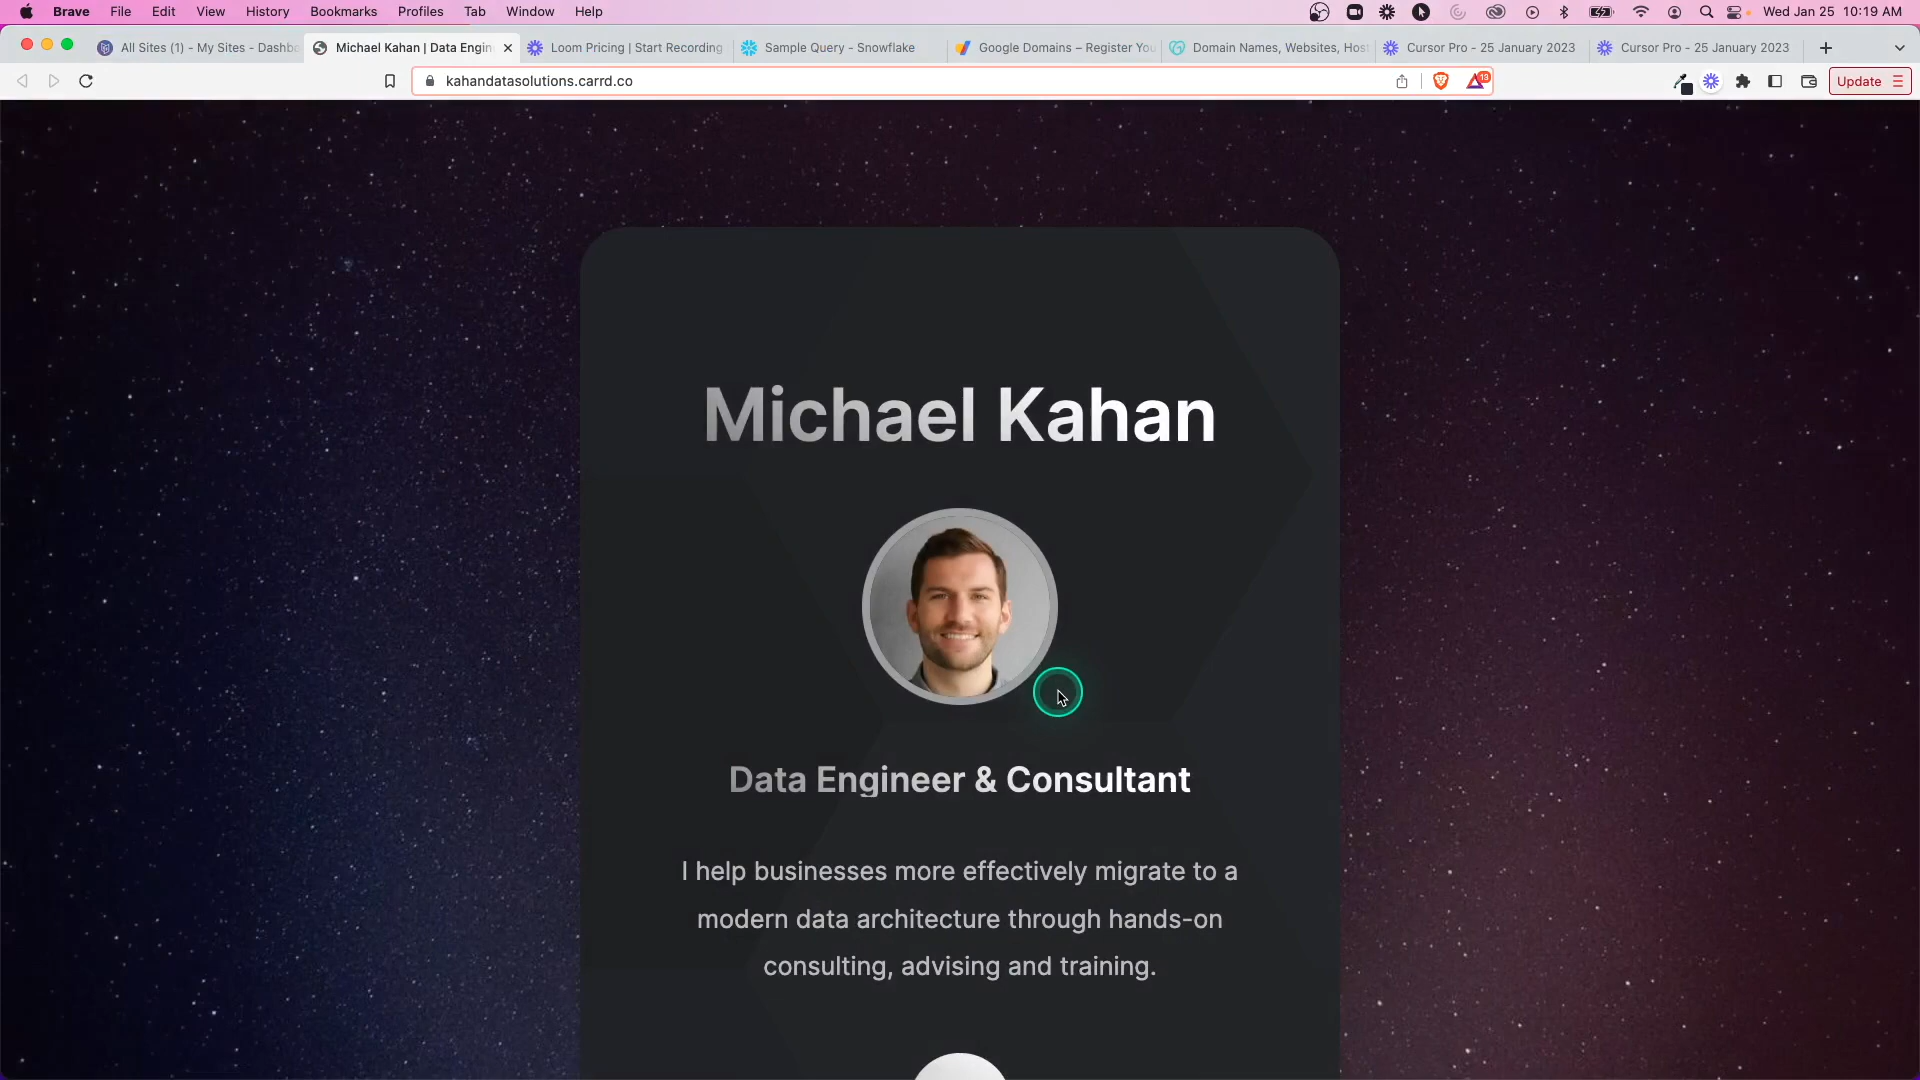 Brave File Edit View History Bookmarks Profiles Tab Window Help Wed Jan 25 10:19 AM
All Sites (1) - My Sites - Dashbo Michael Kahan | Data Engin Loom Pricing | Start Recording Sample Query - Snowflake Google Domains – Register You Domain Names, Websites, Host Cursor Pro - 25 January 2023 Cursor Pro - 25 January 2023
kahandatasolutions.carrd.co 13 Update
Michael Kahan
Data Engineer & Consultant
I help businesses more effectively migrate to a
modern data architecture through hands-on
consulting, advising and training.